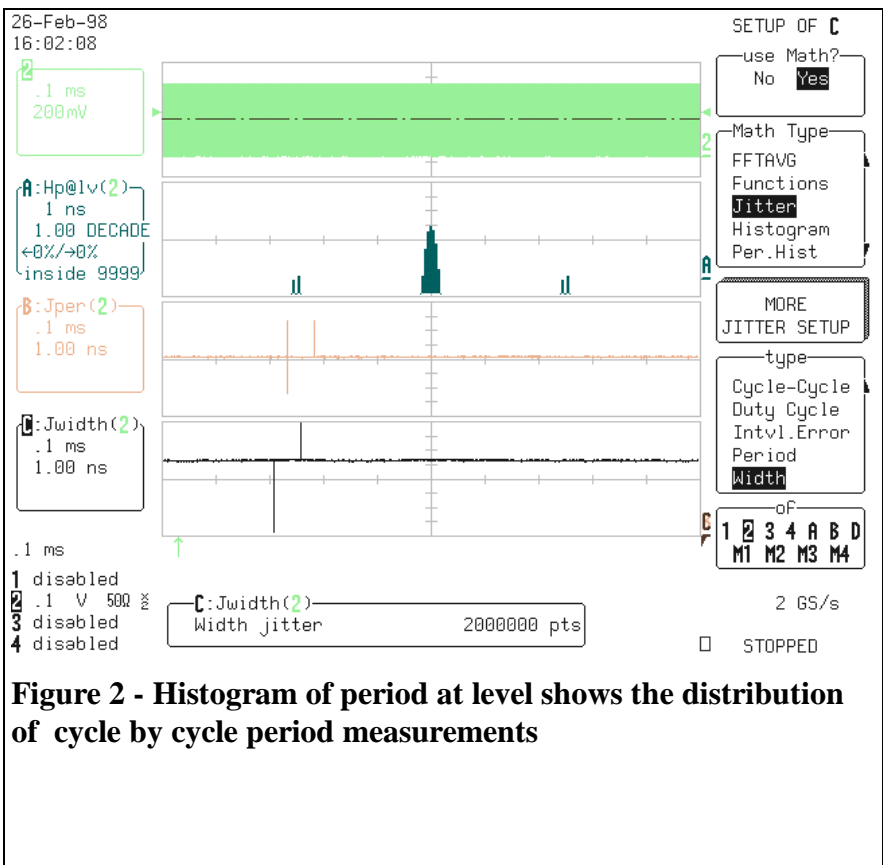 26-Feb-98
16:02:08
2
.1 ms
200mV
A:Hp@lv(2)
1 ns
1.00 DECADE
←0%/→0%
inside 9999
B:Jper(2)
.1 ms
1.00 ns
C:Jwidth(2)
.1 ms
1.00 ns
2
A
C
SETUP OF C
use Math?
No Yes
Math Type
FFTAVG
Functions
Jitter
Histogram
Per.Hist
MORE
JITTER SETUP
type
Cycle-Cycle
Duty Cycle
Intvl.Error
Period
Width
of
1 2 3 4 A B D
M1 M2 M3 M4
.1 ms
1 disabled
2 .1 V 50Ω
3 disabled
4 disabled
C:Jwidth(2)
Width jitter 2000000 pts
2 GS/s
STOPPED
Figure 2 - Histogram of period at level shows the distribution
of cycle by cycle period measurements